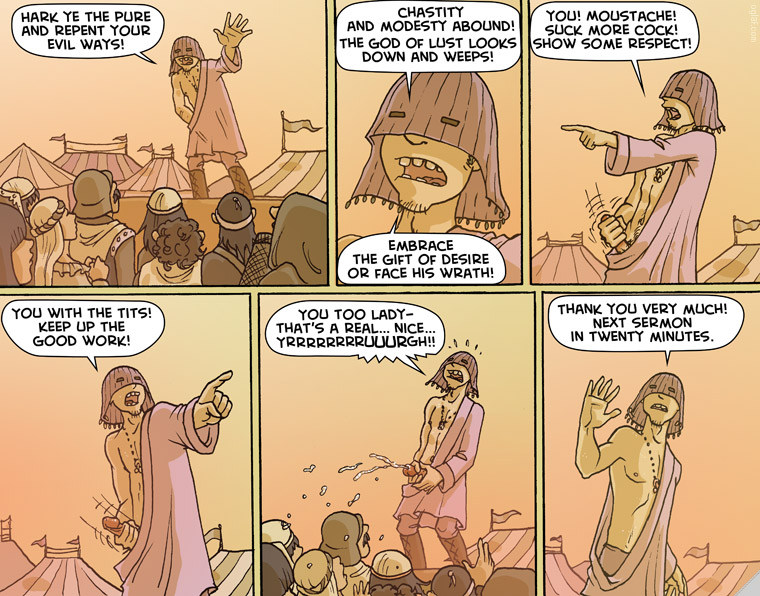 HARK YE THE PURE
AND REPENT YOUR
EVIL WAYS!
CHASTITY
AND MODESTY ABOUND!
THE GOD OF LUST LOOKS
DOWN AND WEEPS!
EMBRACE
THE GIFT OF DESIRE
OR FACE HIS WRATH!
YOU! MOUSTACHE!
SUCK MORE COCK!
SHOW SOME RESPECT!
YOU WITH THE TITS!
KEEP UP THE
GOOD WORK!
YOU TOO LADY-
THAT'S A REAL... NICE...
YRRRRRRRRUUURGH!!
THANK YOU VERY MUCH!
NEXT SERMON
IN TWENTY MINUTES.